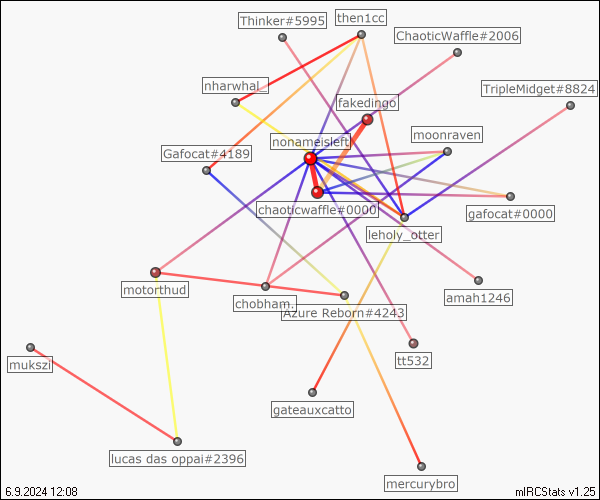 Thinker#5995
then1cc
ChaoticWaffle#2006
nharwhal_
fakedingo
TripleMidget#8824
nonameisleft
moonraven
Gafocat#4189
chaoticwaffle#0000
gafocat#0000
leholy_otter
motorthud
chobham.
Azure Reborn#4243
amah1246
mukszi
tt532
gateauxcatto
lucas das oppai#2396
mercurybro
6.9.2024 12:08
mIRCStats v1.25